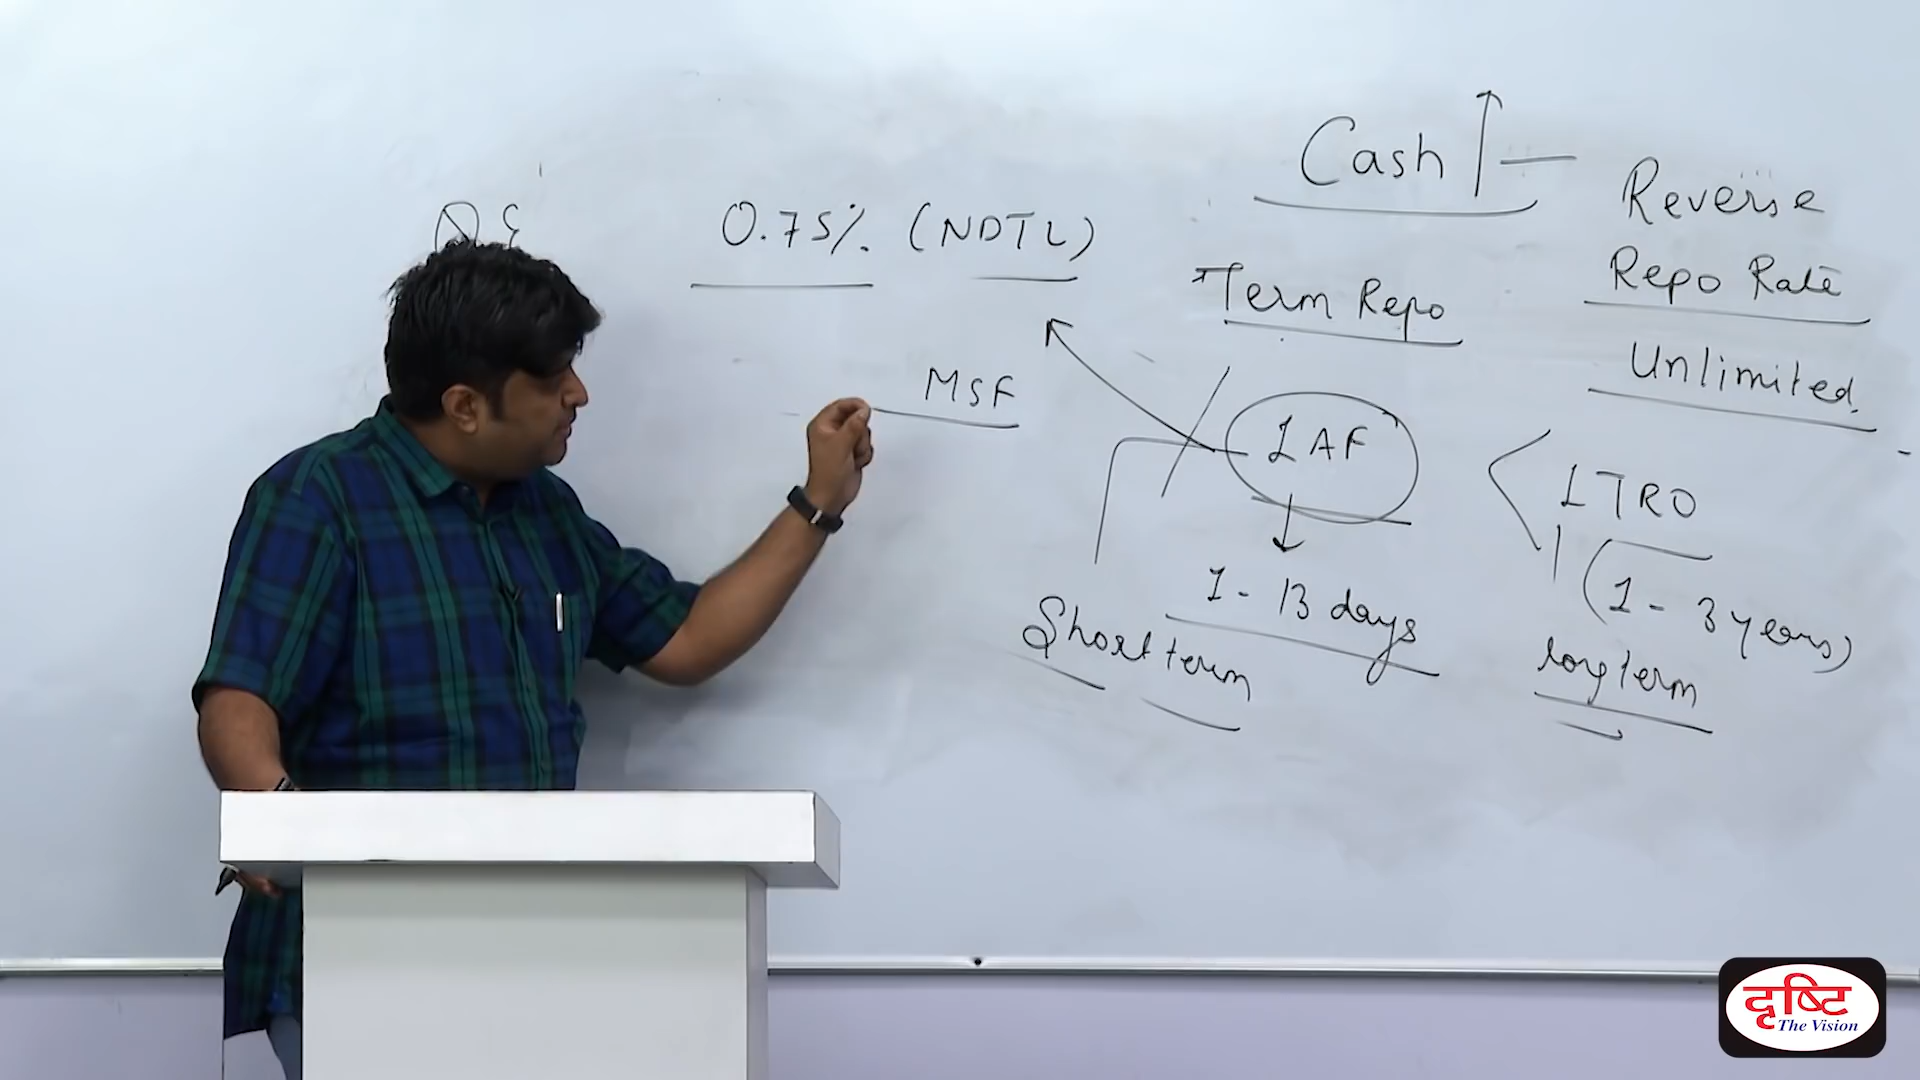 Cash
Reverse
Repo Rate
Unlimited.
0.75% (NDTL)
Term Repo
MSF
LAF
1 - 13 days
Short term
LTRO
(1 - 3 years)
long term
दृष्टि
The Vision